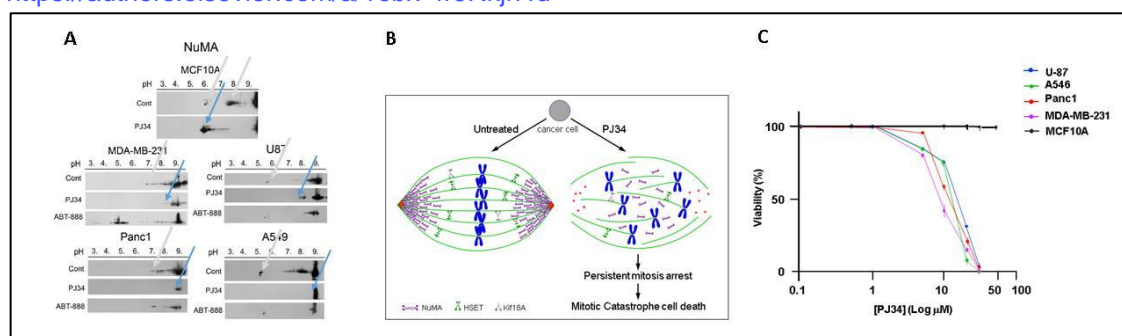 A
NuMA
MCF10A
pH 3. 4. 5. 6. 7. 8. 9.
Cont
PJ34
MDA-MB-231
pH 3. 4. 5. 6. 7. 8. 9.
Cont
PJ34
ABT-888
U87
pH 3. 4. 5. 6. 7. 8. 9.
Cont
PJ34
ABT-888
Panc1
pH 3. 4. 5. 6. 7. 8. 9.
Cont
PJ34
ABT-888
A549
pH 3. 4. 5. 6. 7. 8. 9.
Cont
PJ34
ABT-888
B
Untreated
cancer cell
PJ34
Persistent mitosis arrest
Mitotic Catastrophe cell death
NuMA HSET Kif18A
C
U-87
A546
Panc1
MDA-MB-231
MCF10A
Viability (%)
100
50
0
0.1 1 10 50 100
[PJ34] (Log µM)